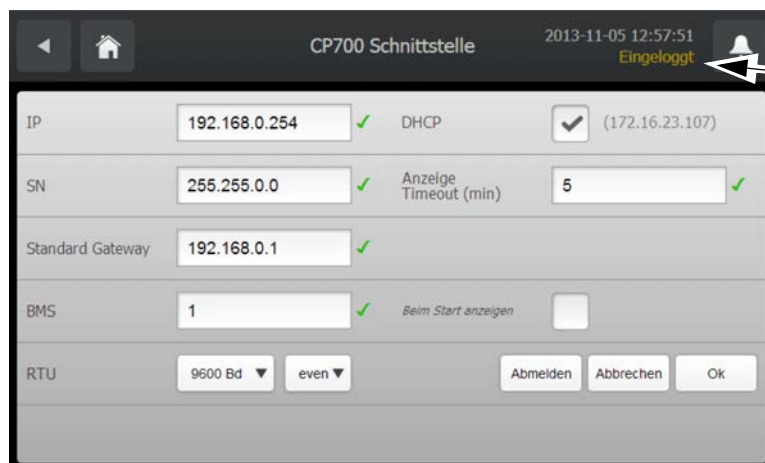 CP700 Schnittstelle
2013-11-05 12:57:51
Eingeloggt
IP
192.168.0.254
DHCP
(172.16.23.107)
SN
255.255.0.0
Anzeige
Timeout (min)
5
Standard Gateway
192.168.0.1
BMS
1
Beim Start anzeigen
RTU
9600 Bd
even
Abmelden
Abbrechen
Ok